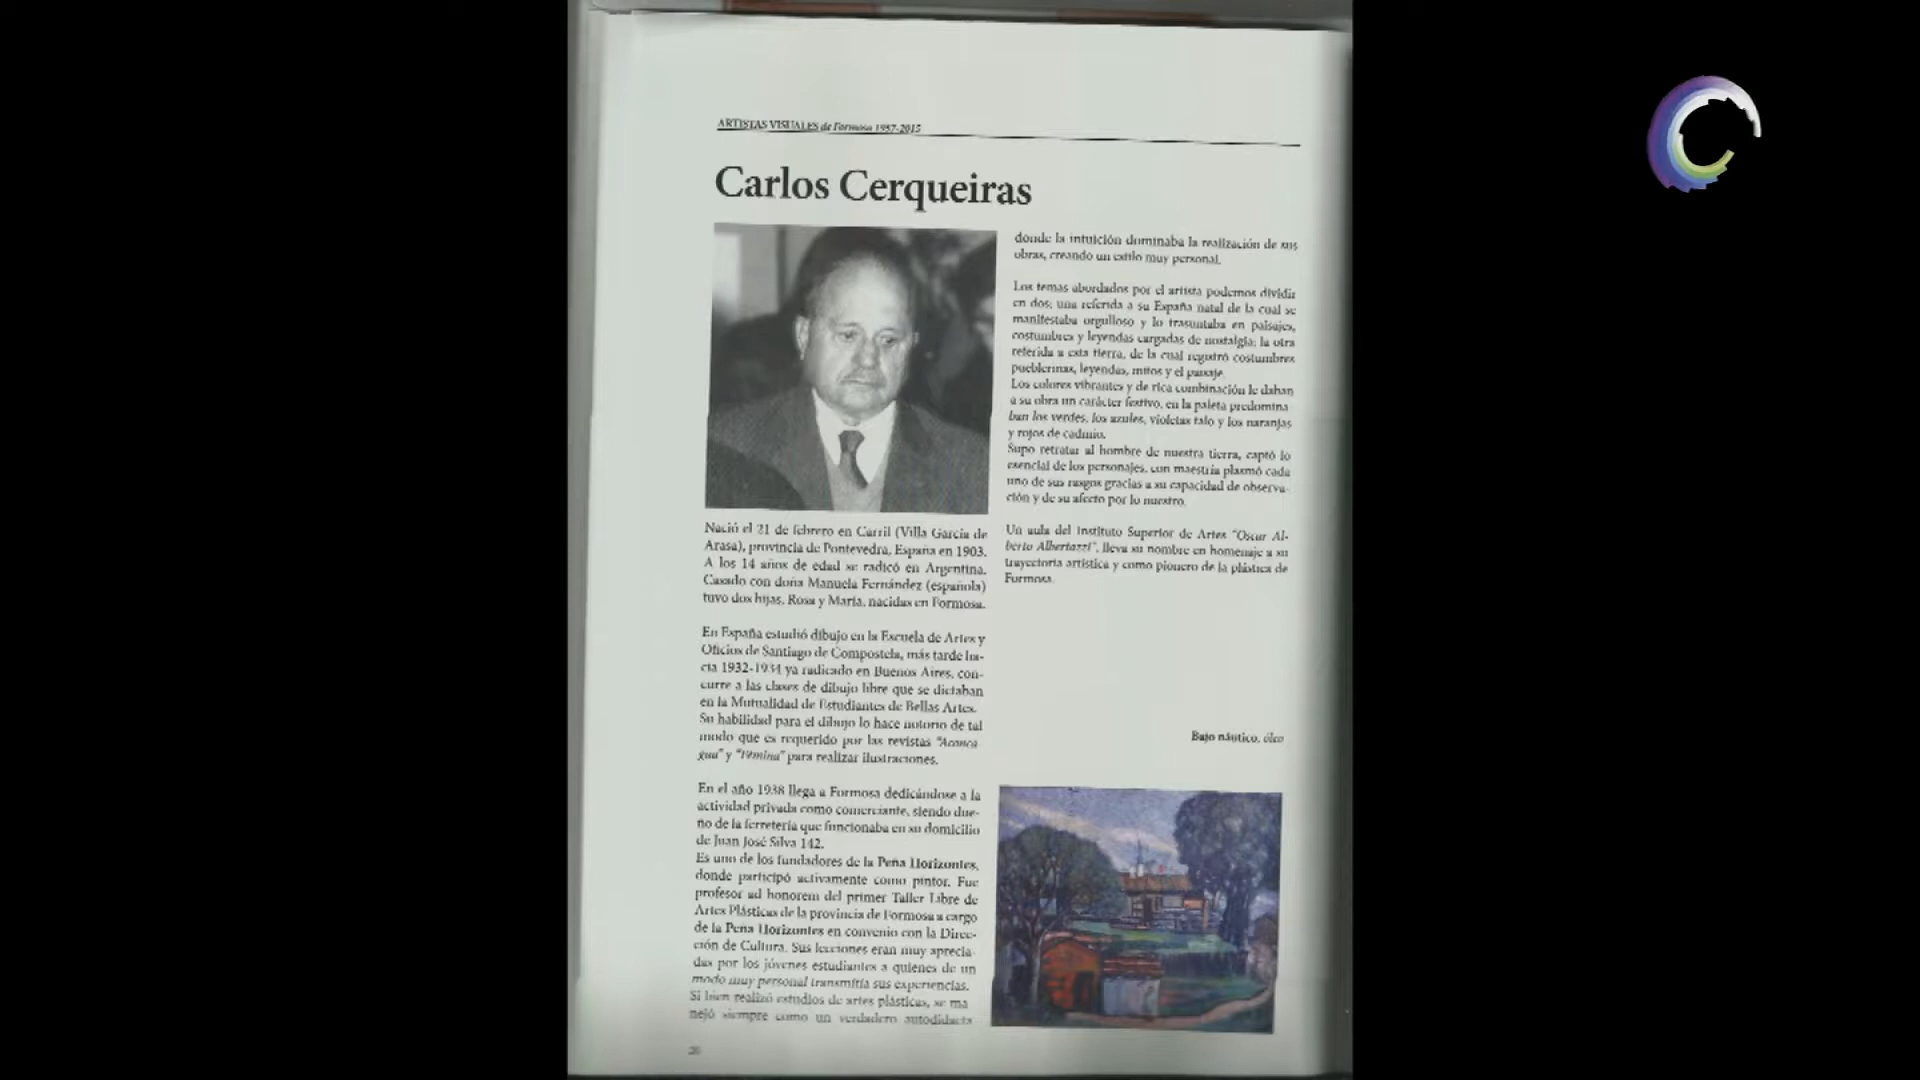 ARTISTAS VISUALES de Formosa 1957-2015
Carlos Cerqueiras
Nació el 21 de febrero en Carril (Villa Garcia de
Arasa), provincia de Pontevedra, España en 1903.
A los 14 años de edad se radicó en Argentina.
Casado con doña Manuela Fernández (española)
tuvo dos hijas, Rosa y María, nacidas en Formosa.
En España estudió dibujo en la Escuela de Artes y
Oficios de Santiago de Compostela, más tarde ha-
cia 1932-1934 ya radicado en Buenos Aires, con-
curre a las clases de dibujo libre que se dictaban
en la Mutualidad de Estudiantes de Bellas Artes.
Su habilidad para el dibujo lo hace notorio de tal
modo que es requerido por las revistas "Aconca
gua" y "Fémina" para realizar ilustraciones.
En el año 1938 llega a Formosa dedicándose a la
actividad privada como comerciante, siendo due-
ño de la ferretería que funcionaba en su domicilio
de Juan José Silva 142.
Es uno de los fundadores de la Peña Horizontes,
donde participó activamente como pintor. Fue
profesor ad honorem del primer Taller Libre de
Artes Plásticas de la provincia de Formosa a cargo
de la Peña Horizontes en convenio con la Direc-
ción de Cultura. Sus lecciones eran muy aprecia-
das por los jóvenes estudiantes a quienes de un
modo muy personal transmitía sus experiencias.
Si bien realizó estudios de artes plásticas, se ma
nejó siempre como un verdadero autodidacta
donde la intuición dominaba la realización de sus
obras, creando un estilo muy personal.
Los temas abordados por el artista podemos dividir
en dos; una referida a su España natal de la cual se
manifestaba orgulloso y lo trasuntaba en paisajes,
costumbres y leyendas cargadas de nostalgia; la otra
referida a esta tierra, de la cual registró costumbres
pueblerinas, leyendas, mitos y el paisaje.
Los colores vibrantes y de rica combinación le daban
a su obra un carácter festivo, en la paleta predomina
ban los verdes, los azules, violetas talo y los naranjas
y rojos de cadmio.
Supo retratar al hombre de nuestra tierra, captó lo
esencial de los personajes, con maestría plasmó cada
uno de sus rasgos gracias a su capacidad de observa-
ción y de su afecto por lo nuestro.
Un aula del Instituto Superior de Artes "Oscar Al-
berto Albertazzi", lleva su nombre en homenaje a su
trayectoria artística y como pionero de la plástica de
Formosa.
Bajo náutico, óleo